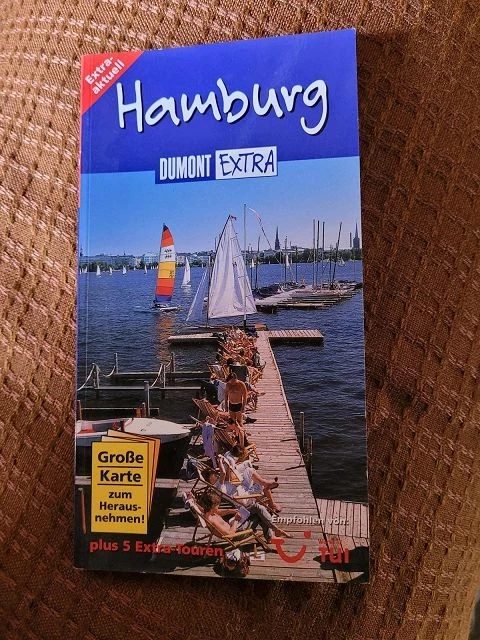 Extra-
aktuell
Hamburg
DUMONT EXTRA
Große
Karte
zum
Heraus-
nehmen!
Empfohlen von:
plus 5 Extra-Touren
TUI